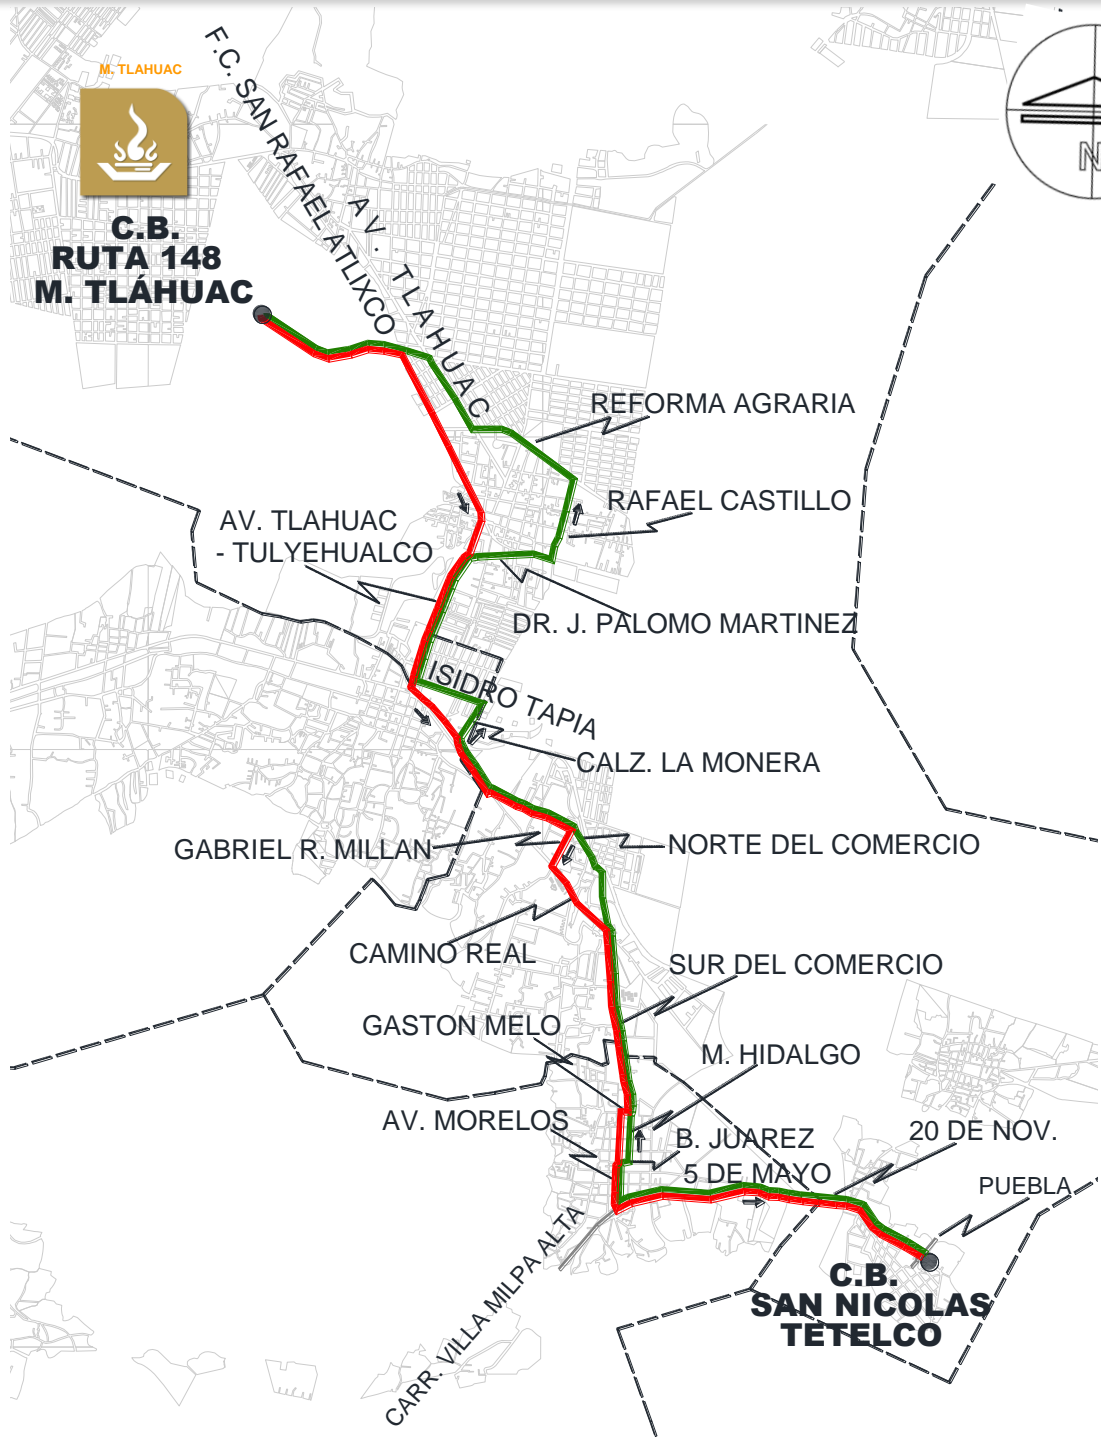 M. TLAHUAC
C.B.
RUTA 148
M. TLÁHUAC
F.C. SAN RAFAEL ATLIXCO
AV. TLAHUAC
N
REFORMA AGRARIA
RAFAEL CASTILLO
AV. TLAHUAC
- TULYEHUALCO
DR. J. PALOMO MARTINEZ
ISIDRO TAPIA
CALZ. LA MONERA
GABRIEL R. MILLAN
NORTE DEL COMERCIO
CAMINO REAL
SUR DEL COMERCIO
GASTON MELO
M. HIDALGO
AV. MORELOS
B. JUAREZ
20 DE NOV.
5 DE MAYO
PUEBLA
CARR. VILLA MILPA ALTA
C.B.
SAN NICOLAS
TETELCO